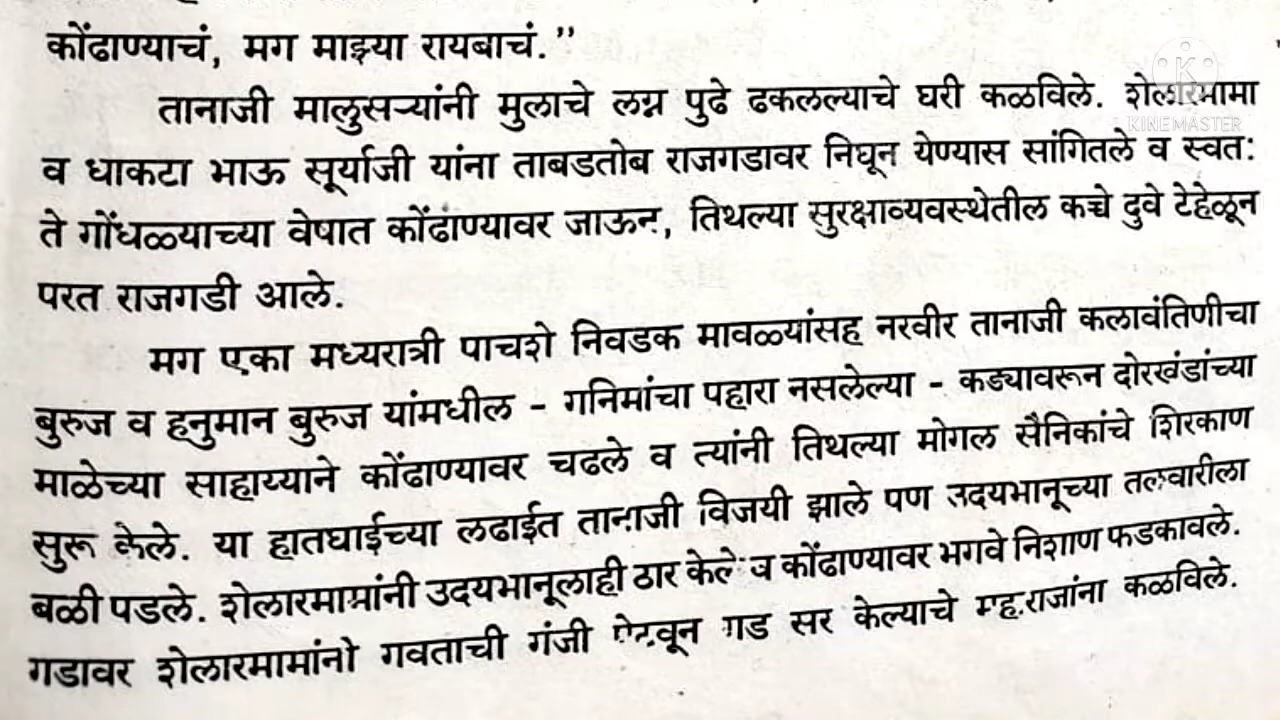 कोंढाण्याचं, मग माझ्या रायबाचं.”
तानाजी मालुसऱ्यांनी मुलाचे लग्न पुढे ढकलल्याचे घरी कळविले. शेलारमामा
व धाकटा भाऊ सूर्याजी यांना ताबडतोब राजगडावर निघून येण्यास सांगितले व स्वत:
ते गोंधळ्याच्या वेषात कोंढाण्यावर जाऊन, तिथल्या सुरक्षाव्यवस्थेतील कच्चे दुवे टेहेळून
परत राजगडी आले.
मग एका मध्यरात्री पाचशे निवडक मावळ्यांसह नरवीर तानाजी कलावंतिणीचा
बुरुज व हनुमान बुरुज यांमधील - गनिमांचा पहारा नसलेल्या - कड्यावरून दोरखंडांच्या
माळेच्या साहाय्याने कोंढाण्यावर चढले व त्यांनी तिथल्या मोगल सैनिकांचे शिरकाण
सुरू केले. या हातघाईच्या लढाईत तानाजी विजयी झाले पण उदयभानूच्या तलवारीला
बळी पडले. शेलारमामांनी उदयभानूलाही ठार केले व कोंढाण्यावर भगवे निशाण फडकावले.
गडावर शेलारमामांनी गवताची गंजी पेटवून गड सर केल्याचे महाराजांना कळविले.
KINEMASTER